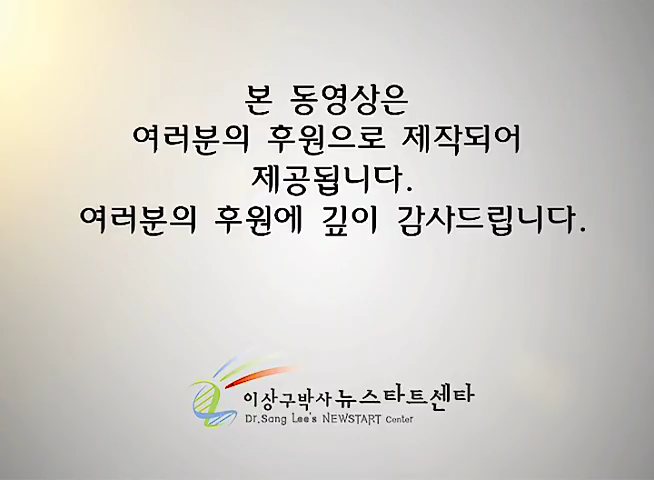 본 동영상은
여러분의 후원으로 제작되어
제공됩니다.
여러분의 후원에 깊이 감사드립니다.
이상구박사 뉴스타트센타
Dr.Sang Lee's NEWSTART Center